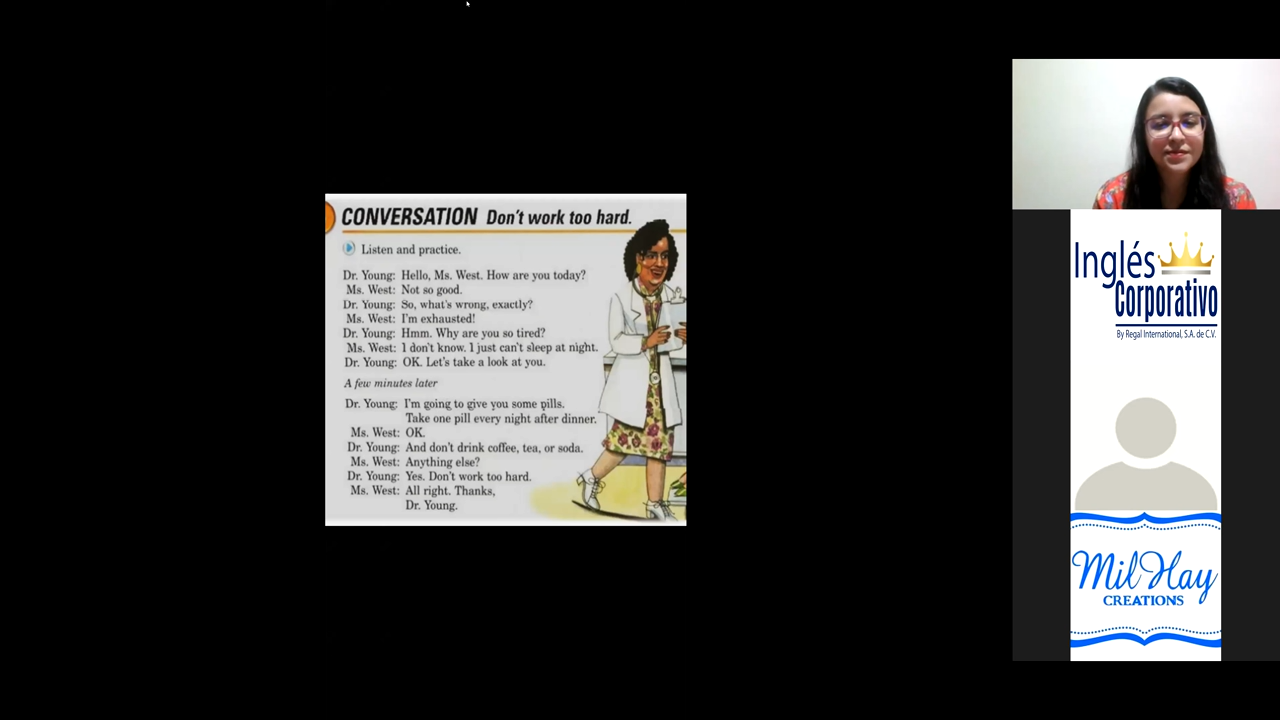 CONVERSATION Don't work too hard.
Listen and practice.
Dr. Young: Hello, Ms. West. How are you today?
Ms. West: Not so good.
Dr. Young: So, what's wrong, exactly?
Ms. West: I'm exhausted!
Dr. Young: Hmm. Why are you so tired?
Ms. West: I don't know. I just can't sleep at night.
Dr. Young: OK. Let's take a look at you.
A few minutes later
Dr. Young: I'm going to give you some pills.
Take one pill every night after dinner.
Ms. West: OK.
Dr. Young: And don't drink coffee, tea, or soda.
Ms. West: Anything else?
Dr. Young: Yes. Don't work too hard.
Ms. West: All right. Thanks,
Dr. Young.
Inglés
Corporativo
By Regal International, S.A. de C.V.
MilHay
CREATIONS